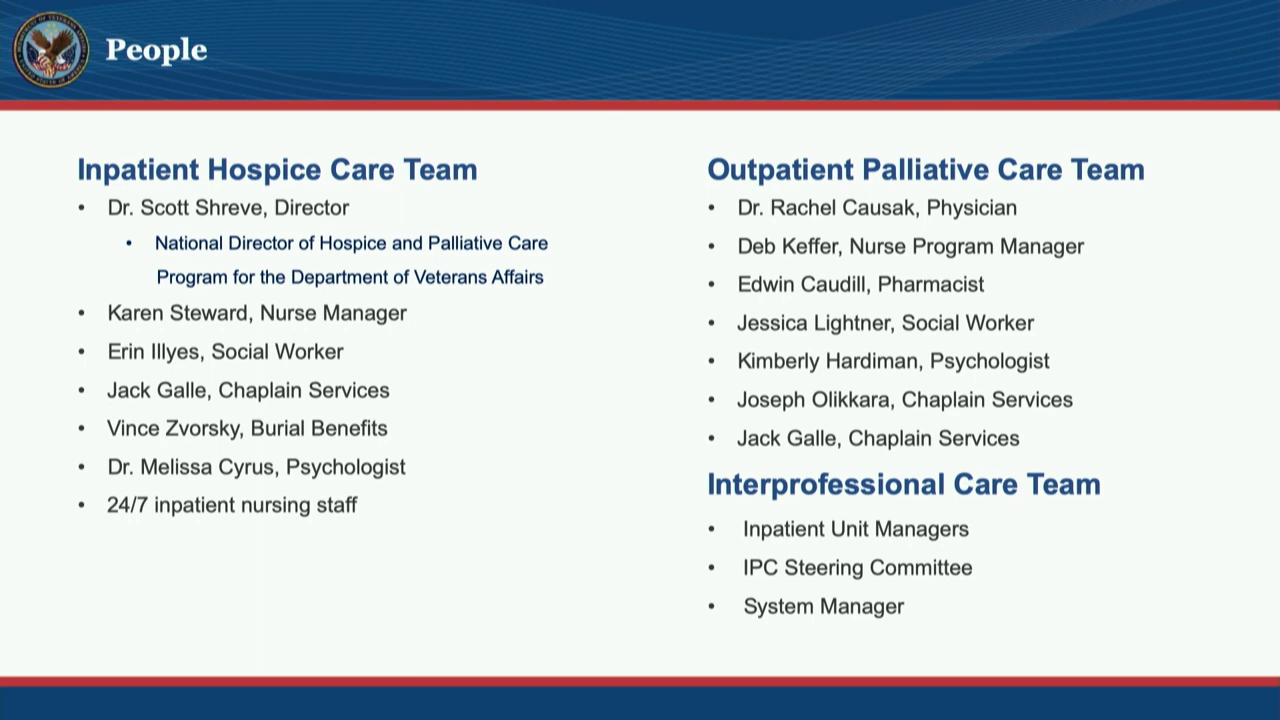 People
Inpatient Hospice Care Team
• Dr. Scott Shreve, Director
• National Director of Hospice and Palliative Care
Program for the Department of Veterans Affairs
• Karen Steward, Nurse Manager
• Erin Illyes, Social Worker
• Jack Galle, Chaplain Services
• Vince Zvorsky, Burial Benefits
• Dr. Melissa Cyrus, Psychologist
• 24/7 inpatient nursing staff
Outpatient Palliative Care Team
• Dr. Rachel Causak, Physician
• Deb Keffer, Nurse Program Manager
• Edwin Caudill, Pharmacist
• Jessica Lightner, Social Worker
• Kimberly Hardiman, Psychologist
• Joseph Olikkara, Chaplain Services
• Jack Galle, Chaplain Services
Interprofessional Care Team
• Inpatient Unit Managers
• IPC Steering Committee
• System Manager